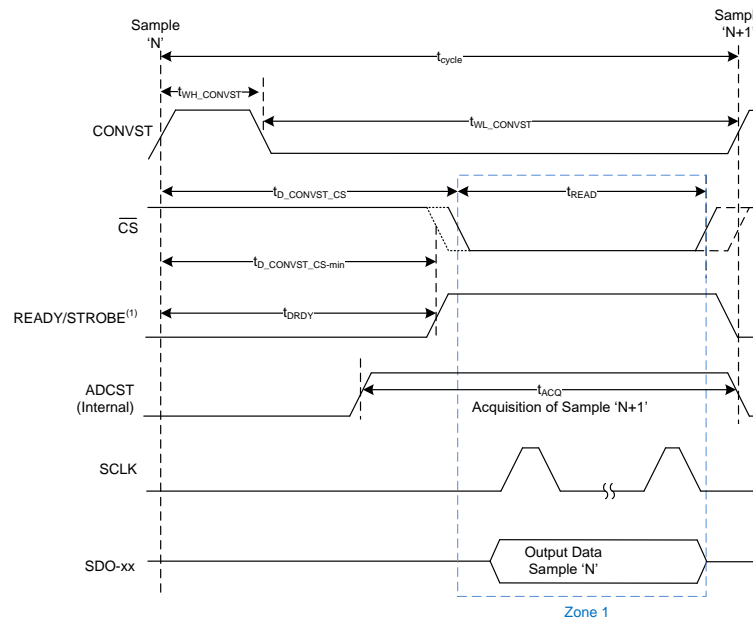 Sample
'N'
Sample
'N+1'
tcycle
tWH_CONVST
CONVST
tWL_CONVST
tD_CONVST_CS
tREAD
CS
tD_CONVST_CS-min
READY/STROBE(1)
tDRDY
ADCST
(Internal)
tACQ
Acquisition of Sample 'N+1'
SCLK
SDO-xx
Output Data
Sample 'N'
Zone 1